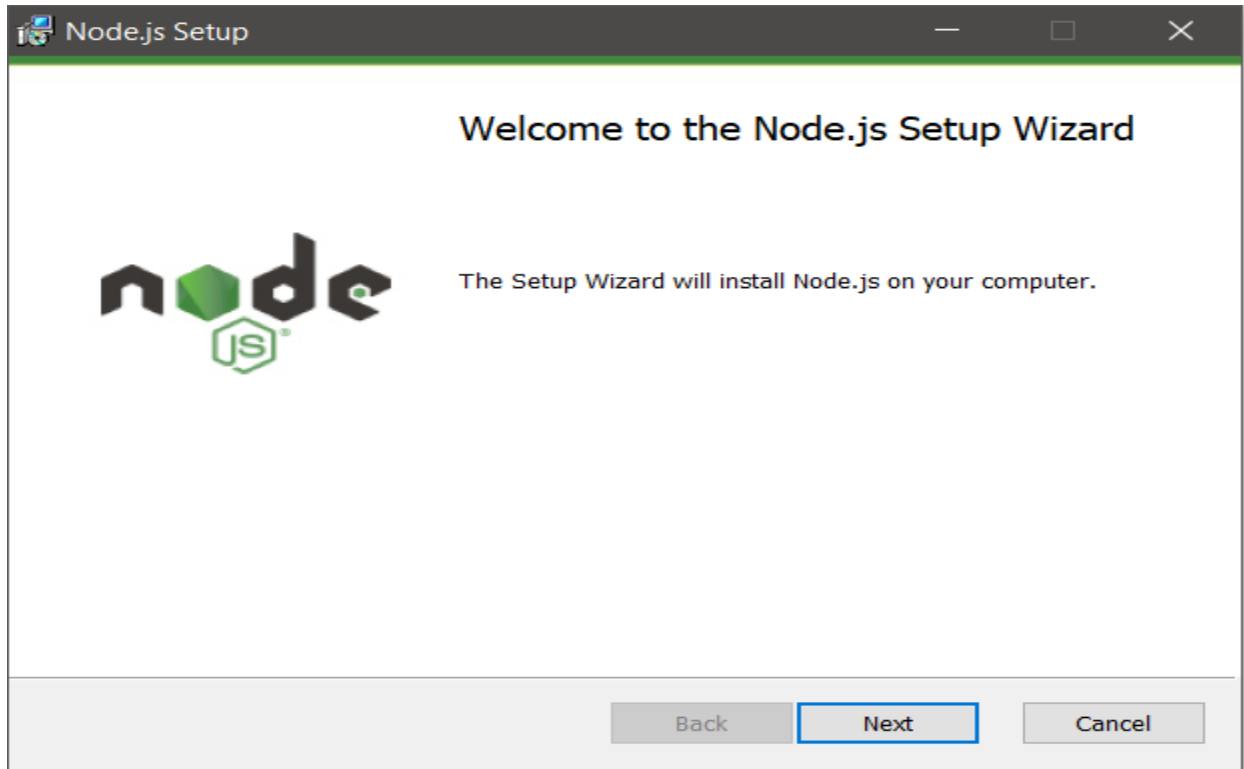 Node.js Setup
Welcome to the Node.js Setup Wizard
The Setup Wizard will install Node.js on your computer.
node
JS®
Back Next Cancel